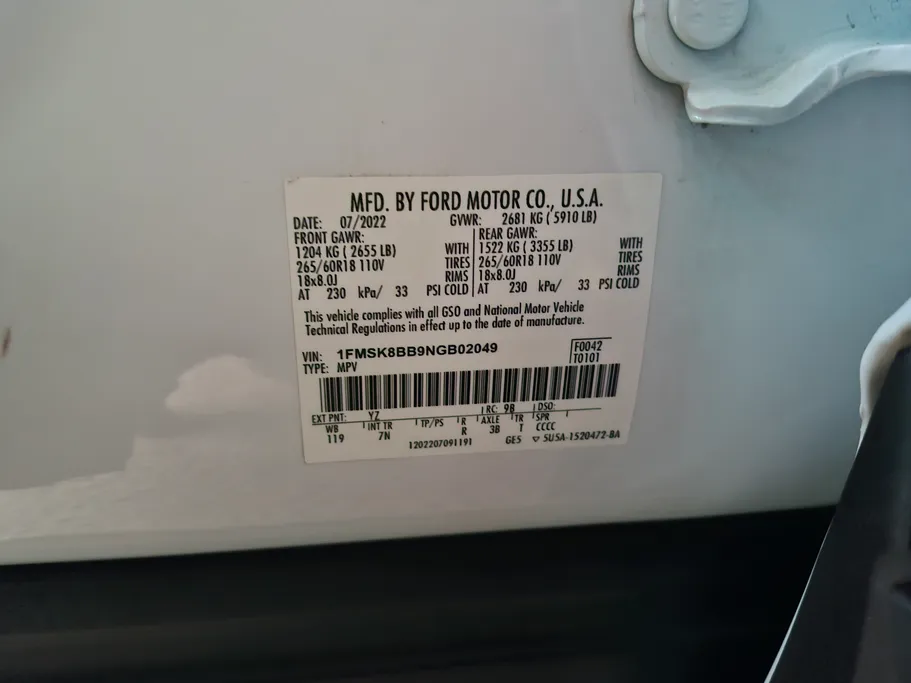 MFD. BY FORD MOTOR CO., U.S.A.
DATE: 07/2022 GVWR: 2681 KG ( 5910 LB)
FRONT GAWR: REAR GAWR:
1204 KG ( 2655 LB) WITH 1522 KG ( 3355 LB) WITH
265/60R18 110V TIRES 265/60R18 110V TIRES
18x8.0J RIMS 18x8.0J RIMS
AT 230 kPa/ 33 PSI COLD AT 230 kPa/ 33 PSI COLD
This vehicle complies with all GSO and National Motor Vehicle
Technical Regulations in effect up to the date of manufacture.
VIN: 1FMSK8BB9NGB02049 F0042
TYPE: MPV T0101
EXT PNT: YZ RC: 9B DSO:
WB INT TR TP/PS R AXLE TR SPR
119 7N R 3B T CCCC
1202207091191 GE5 ▽ 5U5A-1520472-BA